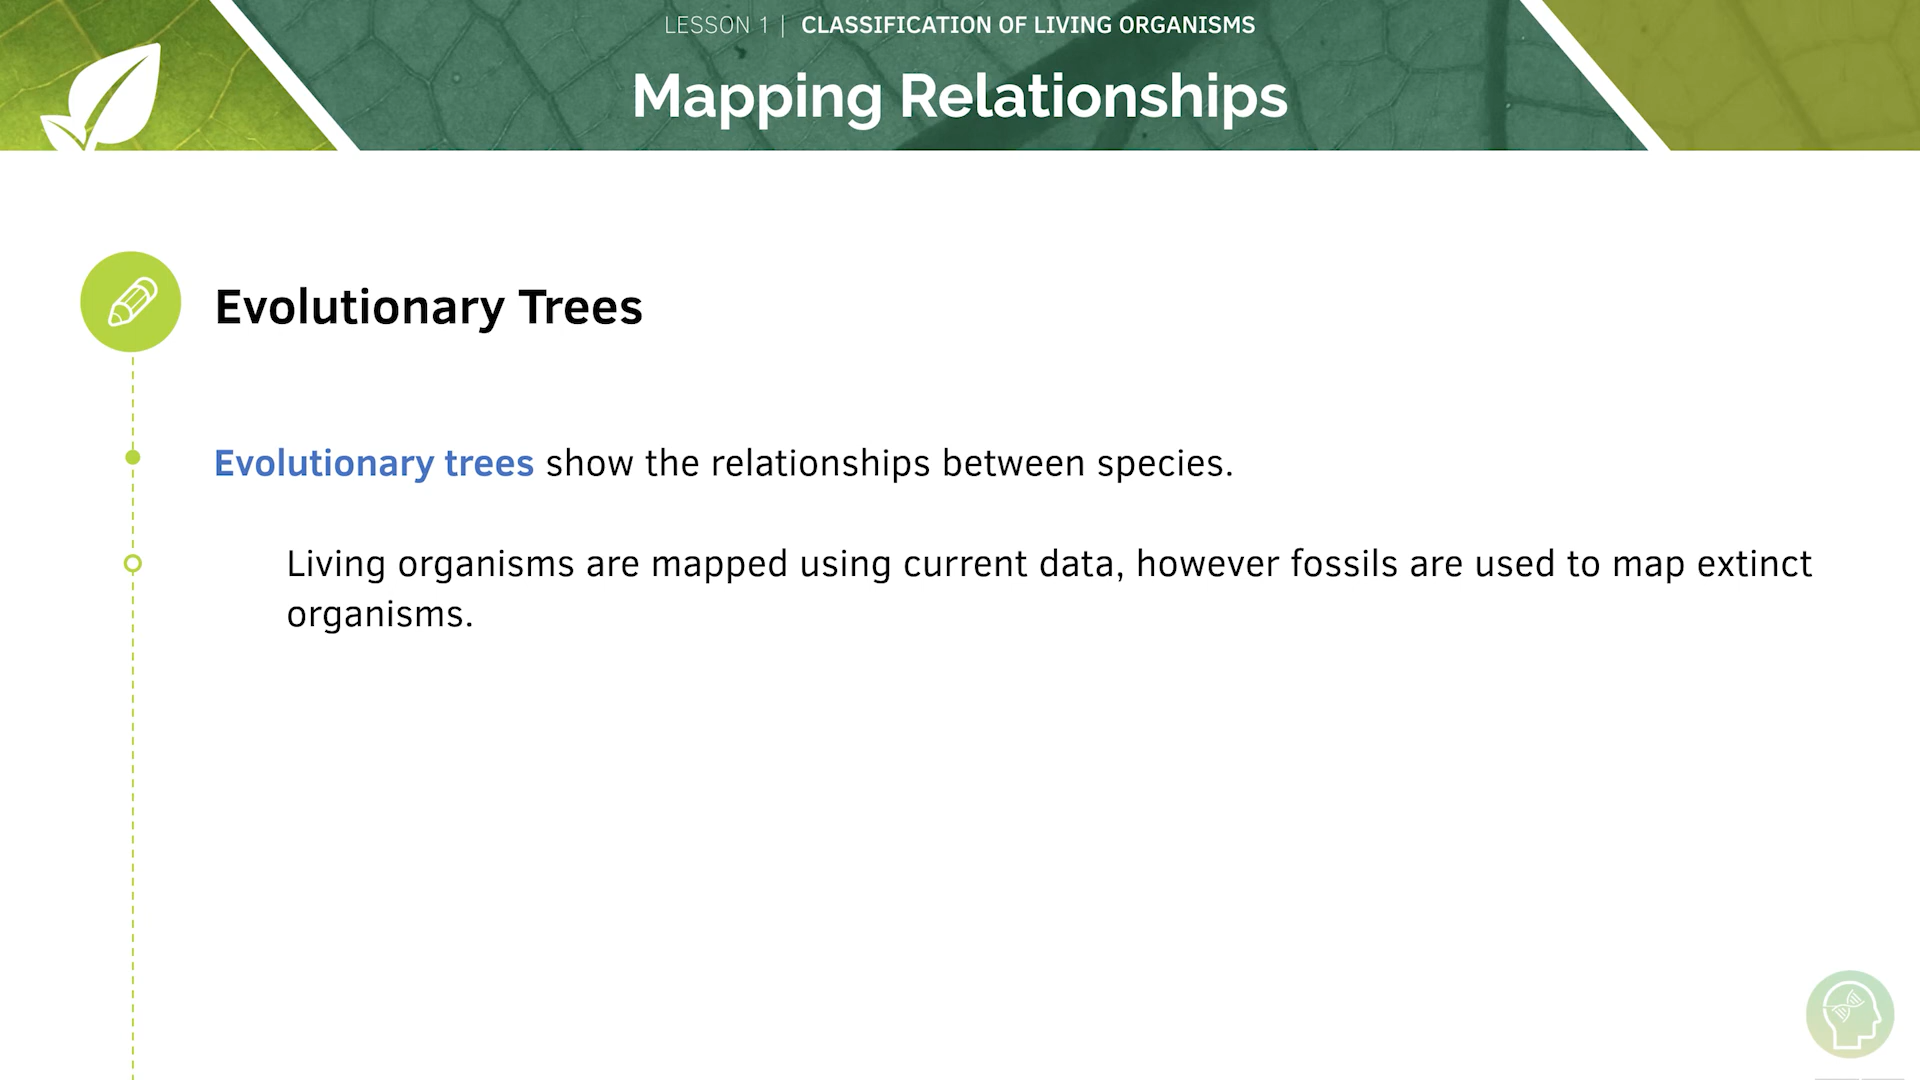 LESSON 1 | CLASSIFICATION OF LIVING ORGANISMS
Mapping Relationships
Evolutionary Trees
Evolutionary trees show the relationships between species.
Living organisms are mapped using current data, however fossils are used to map extinct
organisms.